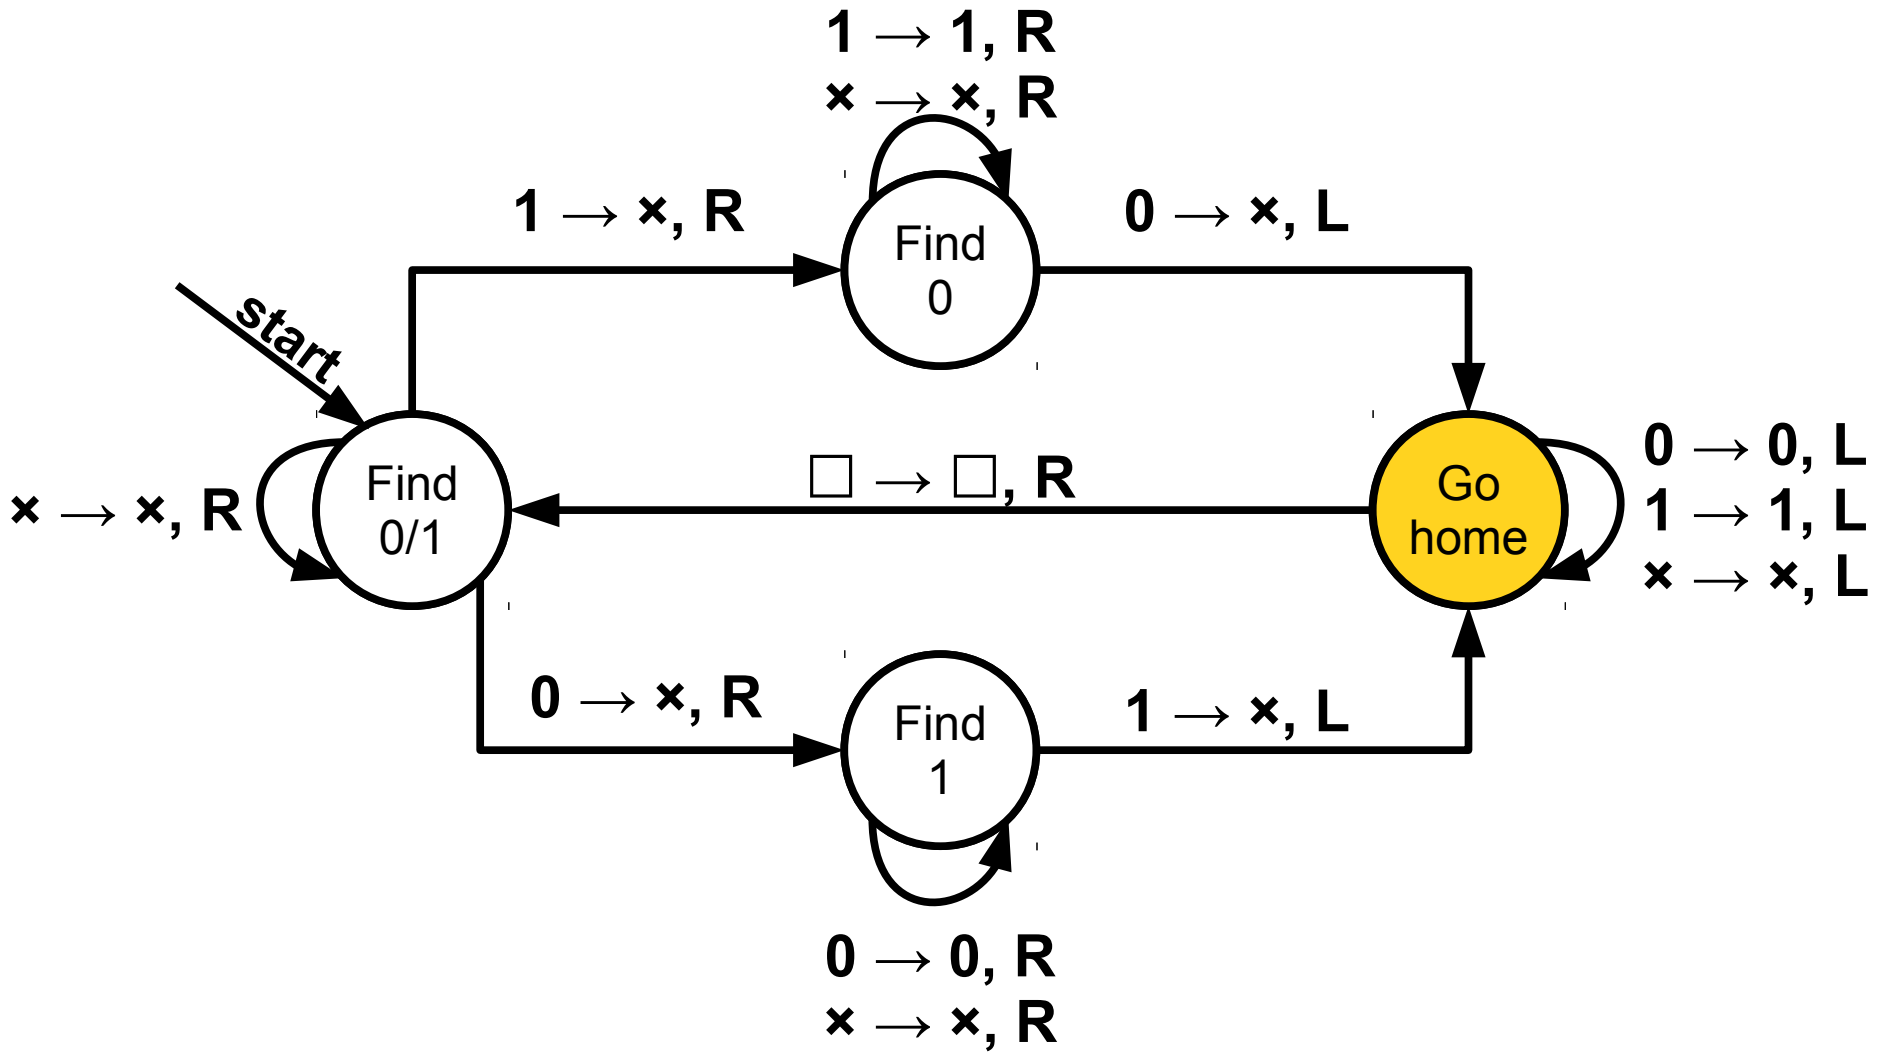 1 → 1, R
× → ×, R
1 → ×, R
0 → ×, L
Find
0
start
Find
0/1
× → ×, R
□ → □, R
Go
home
0 → 0, L
1 → 1, L
× → ×, L
0 → ×, R
1 → ×, L
Find
1
0 → 0, R
× → ×, R